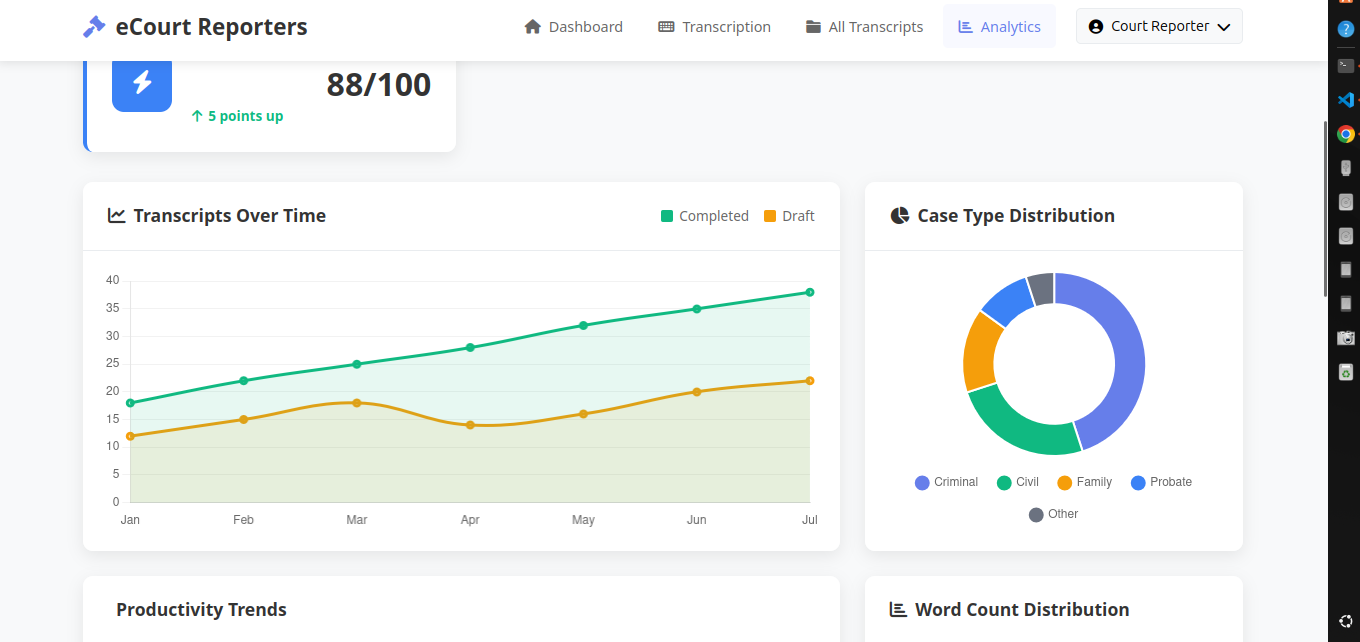 eCourt Reporters
Dashboard
Transcription
All Transcripts
Analytics
Court Reporter
88/100
5 points up
Transcripts Over Time
Completed
Draft
40
35
30
25
20
15
10
5
0
Jan Feb Mar Apr May Jun Jul
Case Type Distribution
Criminal Civil Family Probate
Other
Productivity Trends
Word Count Distribution